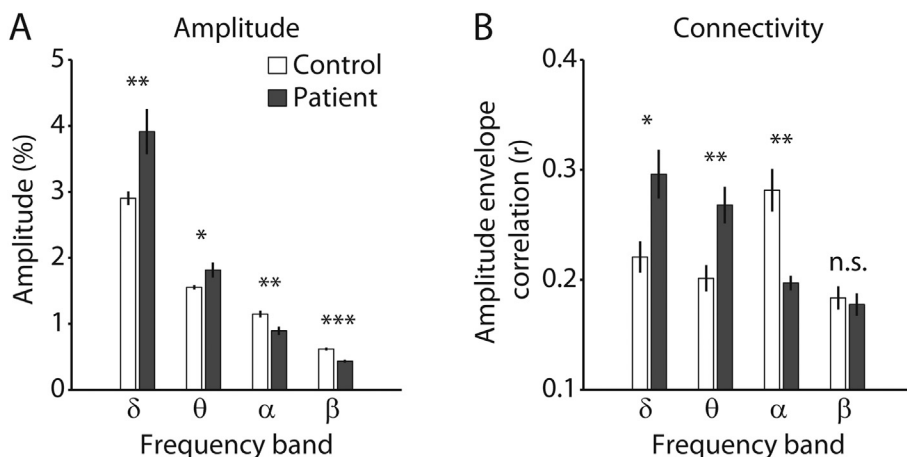 A
Amplitude
Amplitude (%)
5
4
3
2
1
0
Control
Patient
**
*
**
***
δ θ α β
Frequency band
B
Connectivity
Amplitude envelope
correlation (r)
0.4
0.3
0.2
0.1
*
**
**
n.s.
δ θ α β
Frequency band